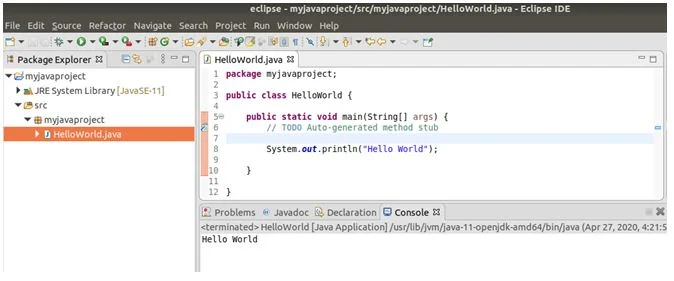 eclipse - myjavaproject/src/myjavaproject/HelloWorld.java - Eclipse IDE
File Edit Source Refactor Navigate Search Project Run Window Help
Package Explorer
myjavaproject
JRE System Library [JavaSE-11]
src
myjavaproject
HelloWorld.java
HelloWorld.java
1 package myjavaproject;
2
3 public class HelloWorld {
4
5 public static void main(String[] args) {
6 // TODO Auto-generated method stub
7
8 System.out.println("Hello World");
9
10 }
11
12 }
Problems Javadoc Declaration Console
<terminated> HelloWorld [Java Application] /usr/lib/jvm/java-11-openjdk-amd64/bin/java (Apr 27, 2020, 4:21:5
Hello World